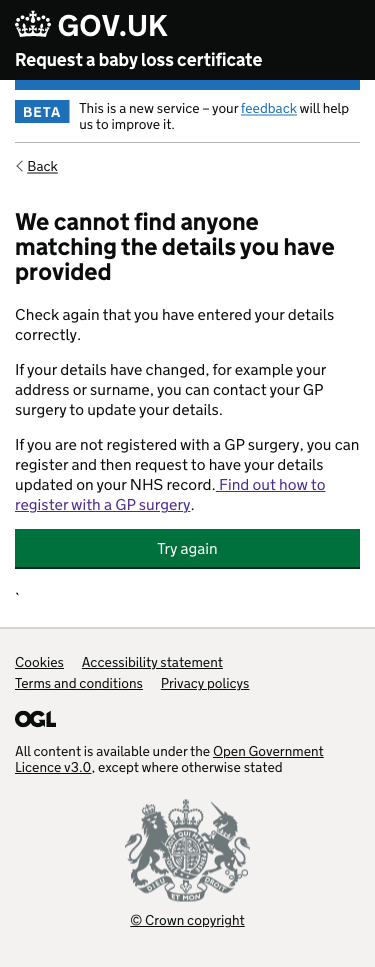 GOV.UK
Request a baby loss certificate
BETA
This is a new service – your feedback will help
us to improve it.
Back
We cannot find anyone
matching the details you have
provided
Check again that you have entered your details
correctly.
If your details have changed, for example your
address or surname, you can contact your GP
surgery to update your details.
If you are not registered with a GP surgery, you can
register and then request to have your details
updated on your NHS record. Find out how to
register with a GP surgery.
Try again
`
Cookies Accessibility statement
Terms and conditions Privacy policys
OGL
All content is available under the Open Government
Licence v3.0, except where otherwise stated
DIEU ET MON DROIT
© Crown copyright